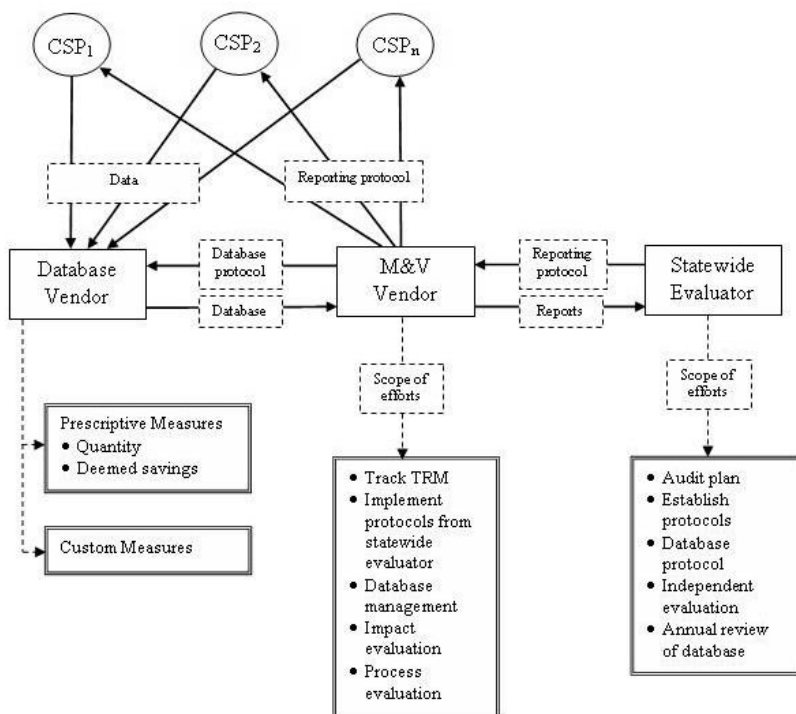 CSP1
CSP2
CSPn
Data
Reporting protocol
Database
Vendor
Database
protocol
Database
M&V
Vendor
Reporting
protocol
Reports
Statewide
Evaluator
Scope of
efforts
Scope of
efforts
Prescriptive Measures
• Quantity
• Deemed savings
Custom Measures
• Track TRM
• Implement
protocols from
statewide
evaluator
• Database
management
• Impact
evaluation
• Process
evaluation
• Audit plan
• Establish
protocols
• Database
protocol
• Independent
evaluation
• Annual review
of database